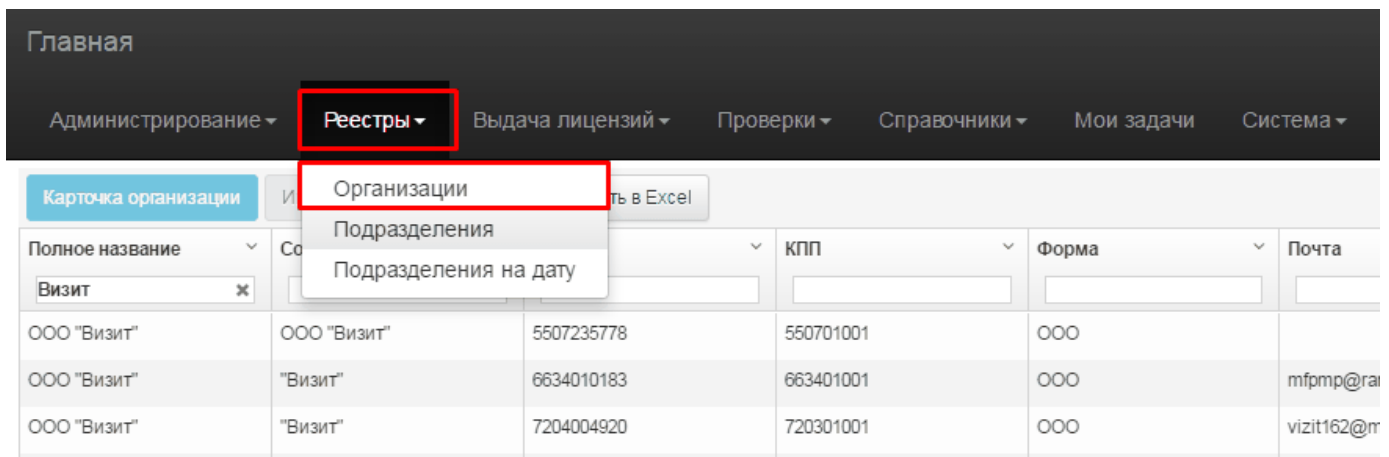 Главная
Администрирование Реестры Выдача лицензий Проверки Справочники Мои задачи Система
Карточка организации Организации в Excel
Подразделения
Полное название КПП Форма Почта
Подразделения на дату
Визит
ООО "Визит" ООО "Визит" 5507235778 550701001 ООО
ООО "Визит" "Визит" 6634010183 663401001 ООО mfpmp@ra
ООО "Визит" "Визит" 7204004920 720301001 ООО vizit162@m